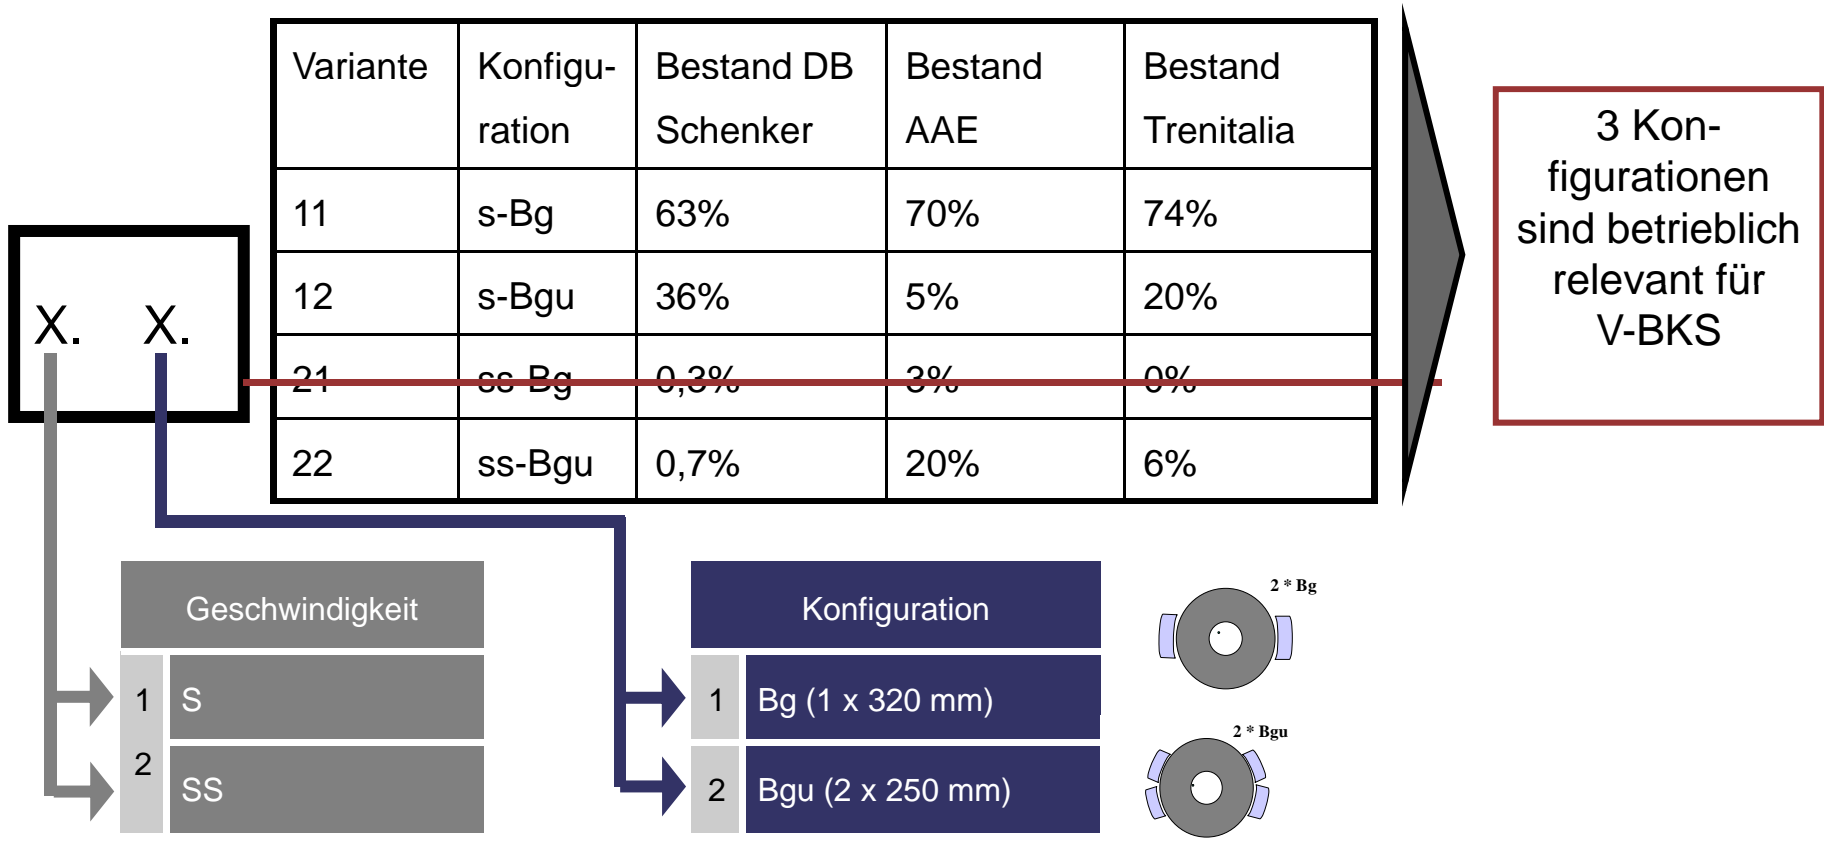 Variante Konfigu- Bestand DB Bestand Bestand
ration Schenker AAE Trenitalia
11 s-Bg 63% 70% 74%
12 s-Bgu 36% 5% 20%
21 ss-Bg 0,3% 3% 0%
22 ss-Bgu 0,7% 20% 6%
X. X.
3 Kon-
figurationen
sind betrieblich
relevant für
V-BKS
Geschwindigkeit
1 S
2 SS
Konfiguration
1 Bg (1 x 320 mm)
2 Bgu (2 x 250 mm)
2 * Bg
2 * Bgu